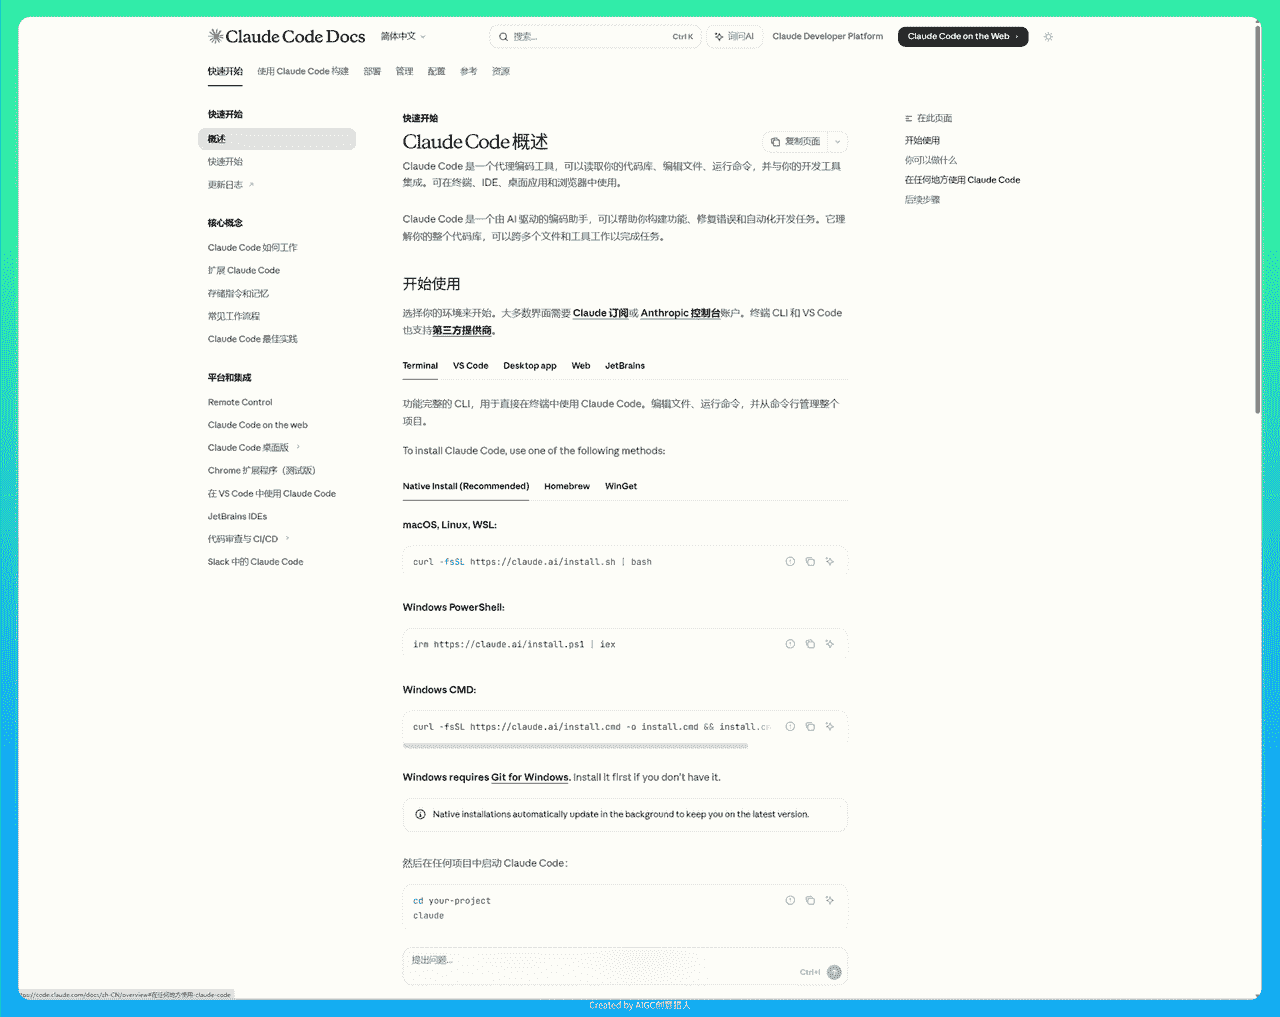 Claude Code Docs
简体中文
搜索...
Ctrl K
询问AI
Claude Developer Platform
Claude Code on the Web
快速开始
使用 Claude Code 构建
部署
管理
配置
参考
资源
快速开始
概述
快速开始
更新日志
核心概念
Claude Code 如何工作
扩展 Claude Code
存储指令和记忆
常见工作流程
Claude Code 最佳实践
平台和集成
Remote Control
Claude Code on the web
Claude Code 桌面版
Chrome 扩展程序（测试版）
在 VS Code 中使用 Claude Code
JetBrains IDEs
代码审查与 CI/CD
Slack 中的 Claude Code
快速开始
Claude Code 概述
复制页面
Claude Code 是一个代理编码工具，可以读取你的代码库、编辑文件、运行命令，并与你的开发工具
集成。可在终端、IDE、桌面应用和浏览器中使用。
Claude Code 是一个由 AI 驱动的编码助手，可以帮助你构建功能、修复错误和自动化开发任务。它理
解你的整个代码库，可以跨多个文件和工具工作以完成任务。
开始使用
选择你的环境来开始。大多数界面需要 Claude 订阅或 Anthropic 控制台账户。终端 CLI 和 VS Code
也支持第三方提供商。
Terminal
VS Code
Desktop app
Web
JetBrains
功能完整的 CLI，用于直接在终端中使用 Claude Code。编辑文件、运行命令，并从命令行管理整个
项目。
To install Claude Code, use one of the following methods:
Native Install (Recommended)
Homebrew
WinGet
macOS, Linux, WSL:
curl -fsSL https://claude.ai/install.sh | bash
Windows PowerShell:
irm https://claude.ai/install.ps1 | iex
Windows CMD:
curl -fsSL https://claude.ai/install.cmd -o install.cmd && install.cm
Windows requires Git for Windows. Install it first if you don't have it.
Native installations automatically update in the background to keep you on the latest version.
然后在任何项目中启动 Claude Code：
cd your-project
claude
提出问题...
Ctrl+I
在此页面
开始使用
你可以做什么
在任何地方使用 Claude Code
后续步骤
://code.claude.com/docs/zh-CN/overview#在任何地方使用-claude-code
Created by AIGC创意猎人